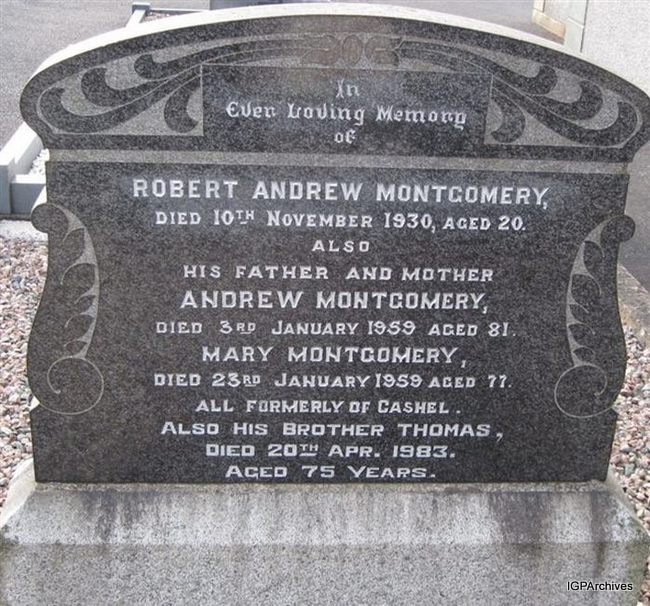 In
Ever Loving Memory
of
ROBERT ANDREW MONTGOMERY,
DIED 10TH NOVEMBER 1930, AGED 20.
ALSO
HIS FATHER AND MOTHER
ANDREW MONTGOMERY,
DIED 3RD JANUARY 1959 AGED 81.
MARY MONTGOMERY,
DIED 23RD JANUARY 1959 AGED 77.
ALL FORMERLY OF CASHEL.
ALSO HIS BROTHER THOMAS,
DIED 20TH APR. 1983.
AGED 75 YEARS.
IGPArchives